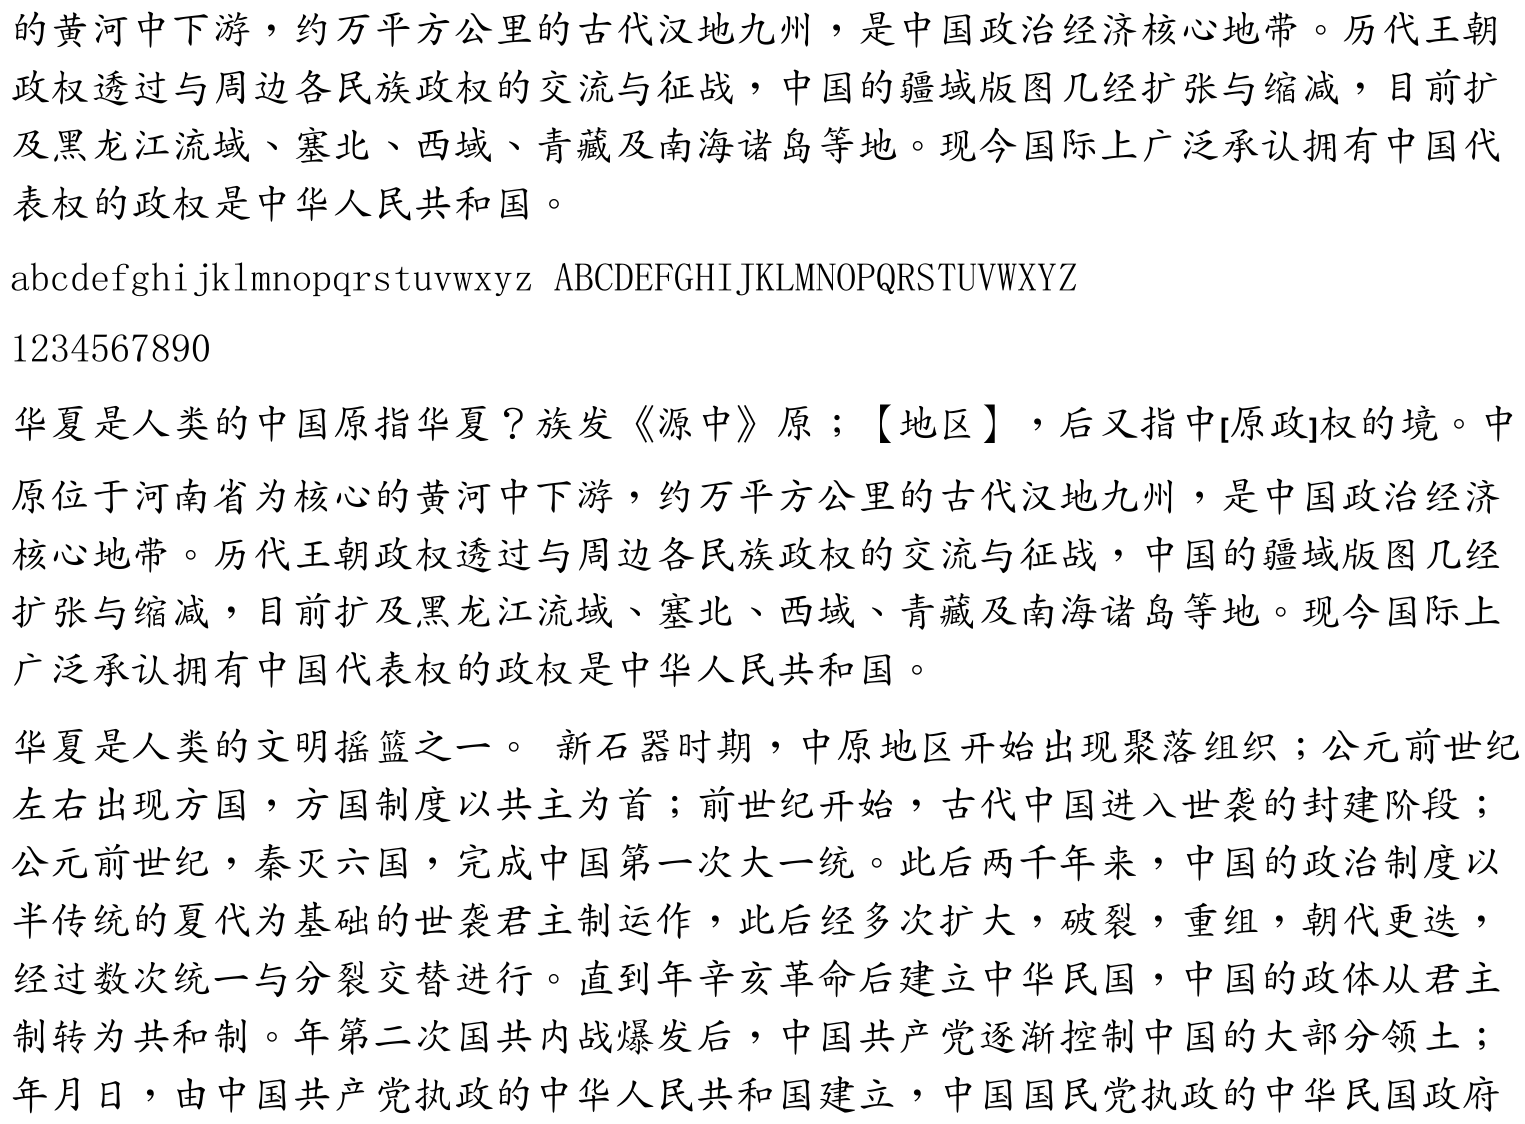 的黄河中下游，约万平方公里的古代汉地九州，是中国政治经济核心地带。历代王朝
政权透过与周边各民族政权的交流与征战，中国的疆域版图几经扩张与缩减，目前扩
及黑龙江流域、塞北、西域、青藏及南海诸岛等地。现今国际上广泛承认拥有中国代
表权的政权是中华人民共和国。
abcdefghijklmnopqrstuvwxyz ABCDEFGHIJKLMNOPQRSTUVWXYZ
1234567890
华夏是人类的中国原指华夏？族发《源中》原；【地区】，后又指中[原政]权的境。中
原位于河南省为核心的黄河中下游，约万平方公里的古代汉地九州，是中国政治经济
核心地带。历代王朝政权透过与周边各民族政权的交流与征战，中国的疆域版图几经
扩张与缩减，目前扩及黑龙江流域、塞北、西域、青藏及南海诸岛等地。现今国际上
广泛承认拥有中国代表权的政权是中华人民共和国。
华夏是人类的文明摇篮之一。 新石器时期，中原地区开始出现聚落组织；公元前世纪
左右出现方国，方国制度以共主为首；前世纪开始，古代中国进入世袭的封建阶段；
公元前世纪，秦灭六国，完成中国第一次大一统。此后两千年来，中国的政治制度以
半传统的夏代为基础的世袭君主制运作，此后经多次扩大，破裂，重组，朝代更迭，
经过数次统一与分裂交替进行。直到年辛亥革命后建立中华民国，中国的政体从君主
制转为共和制。年第二次国共内战爆发后，中国共产党逐渐控制中国的大部分领土；
年月日，由中国共产党执政的中华人民共和国建立，中国国民党执政的中华民国政府